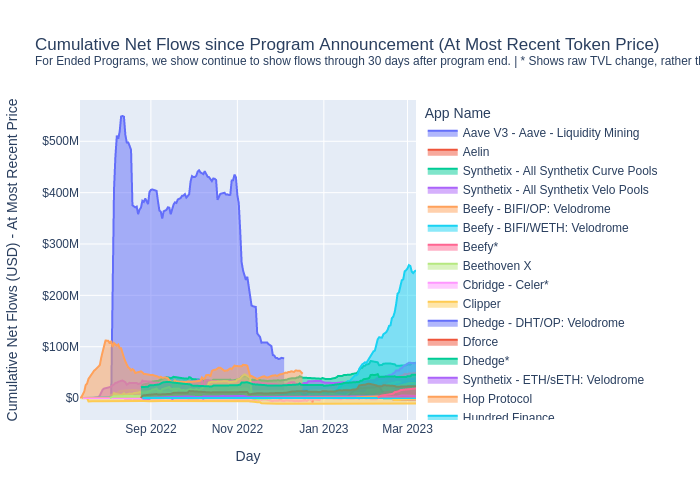 Cumulative Net Flows since Program Announcement (At Most Recent Token Price)
For Ended Programs, we show continue to show flows through 30 days after program end. | * Shows raw TVL change, rather
App Name
Aave V3 - Aave - Liquidity Mining
Aelin
Synthetix - All Synthetix Curve Pools
Synthetix - All Synthetix Velo Pools
Beefy - BIFI/OP: Velodrome
Beefy - BIFI/WETH: Velodrome
Beefy*
Beethoven X
Cbridge - Celer*
Clipper
Dhedge - DHT/OP: Velodrome
Dforce
Dhedge*
Synthetix - ETH/sETH: Velodrome
Hop Protocol
Hundred Finance
Cumulative Net Flows (USD) - At Most Recent Price
$500M
$400M
$300M
$200M
$100M
$0
Sep 2022
Nov 2022
Jan 2023
Mar 2023
Day